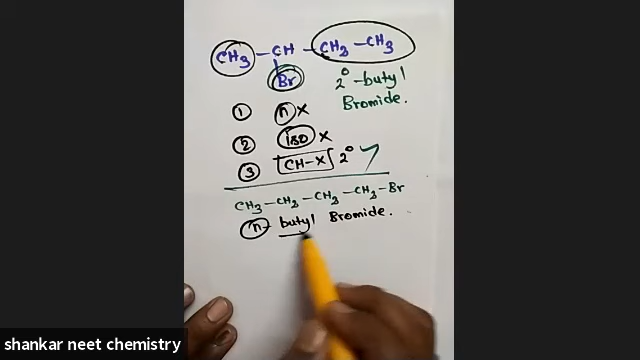 CH3 – CH – CH2 – CH3
Br
2° - butyl
Bromide.
1 n x
2 iso x
3 CH – X 2°
CH3 – CH2 – CH2 – CH2 – Br
n- butyl Bromide.
shankar neet chemistry